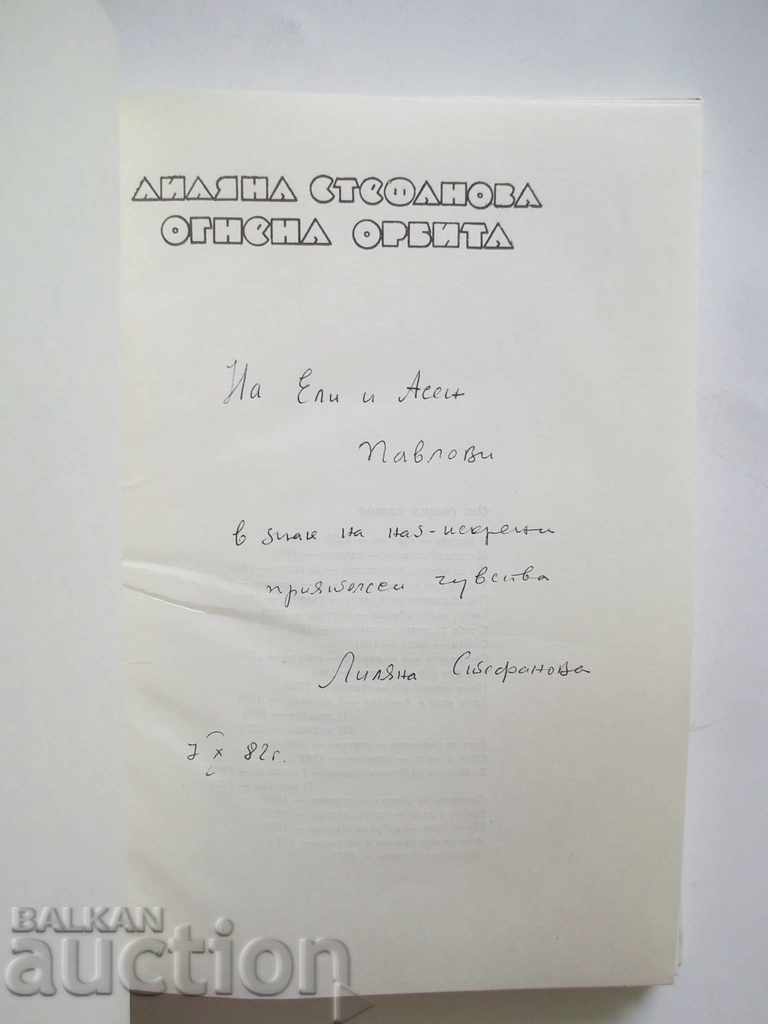 ЛИЛЯНА СТЕФАНОВА
ОГНЕНА ОРБИТА
На Ели и Асен
Павлови
в знак на най-искрени
приятелски чувства
Лиляна Стефанова
7 X 82 г.
BALKAN
auction